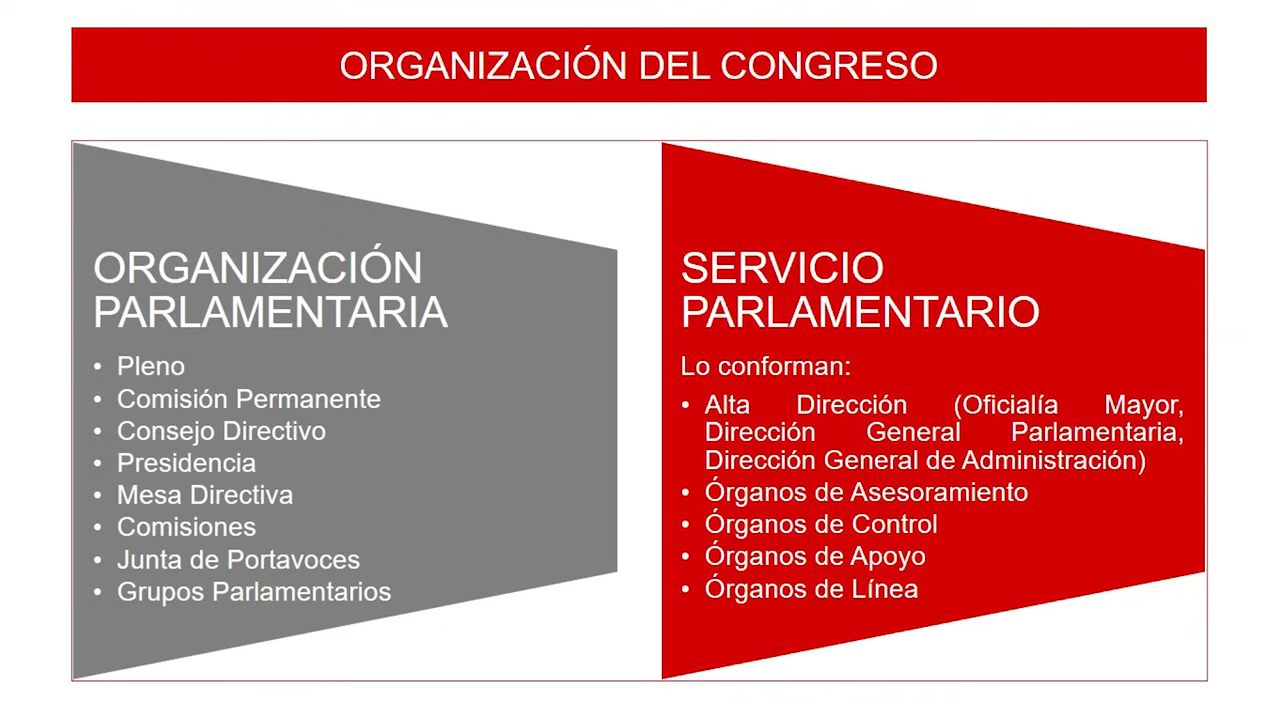 ORGANIZACIÓN DEL CONGRESO
ORGANIZACIÓN
PARLAMENTARIA
• Pleno
• Comisión Permanente
• Consejo Directivo
• Presidencia
• Mesa Directiva
• Comisiones
• Junta de Portavoces
• Grupos Parlamentarios
SERVICIO
PARLAMENTARIO
Lo conforman:
• Alta Dirección (Oficialía Mayor,
Dirección General Parlamentaria,
Dirección General de Administración)
• Órganos de Asesoramiento
• Órganos de Control
• Órganos de Apoyo
• Órganos de Línea